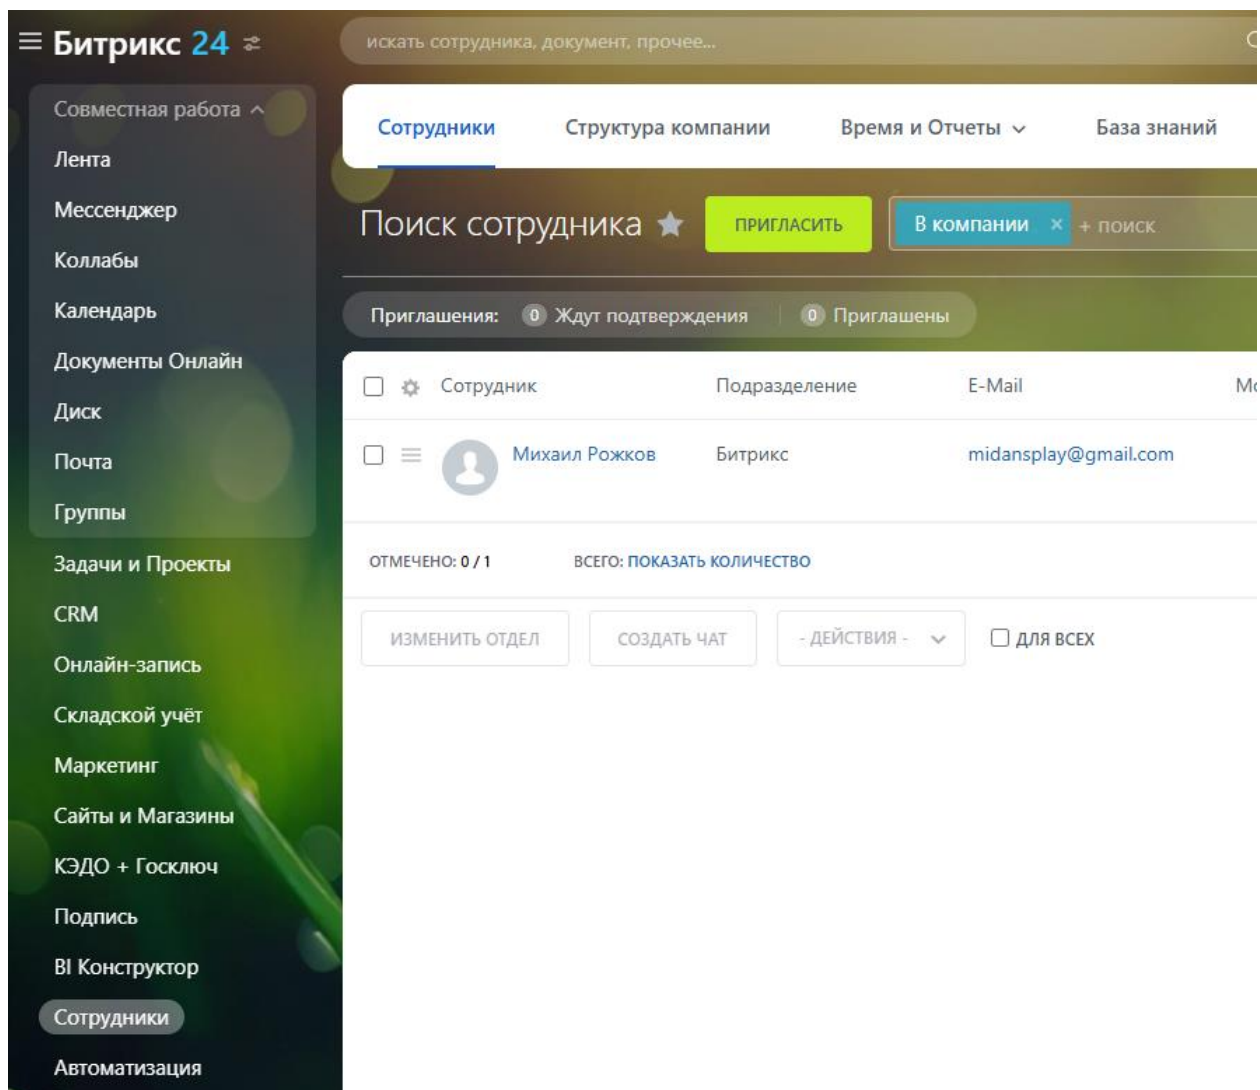 Битрикс 24
искать сотрудника, документ, прочее...
Совместная работа
Лента
Мессенджер
Коллабы
Календарь
Документы Онлайн
Диск
Почта
Группы
Задачи и Проекты
CRM
Онлайн-запись
Складской учёт
Маркетинг
Сайты и Магазины
КЭДО + Госключ
Подпись
BI Конструктор
Сотрудники
Автоматизация
Сотрудники Структура компании Время и Отчеты База знаний
Поиск сотрудника ПРИГЛАСИТЬ В компании × + поиск
Приглашения: 0 Ждут подтверждения 0 Приглашены
Сотрудник Подразделение E-Mail
Михаил Рожков Битрикс midansplay@gmail.com
ОТМЕЧЕНО: 0 / 1 ВСЕГО: ПОКАЗАТЬ КОЛИЧЕСТВО
ИЗМЕНИТЬ ОТДЕЛ СОЗДАТЬ ЧАТ - ДЕЙСТВИЯ - ДЛЯ ВСЕХ